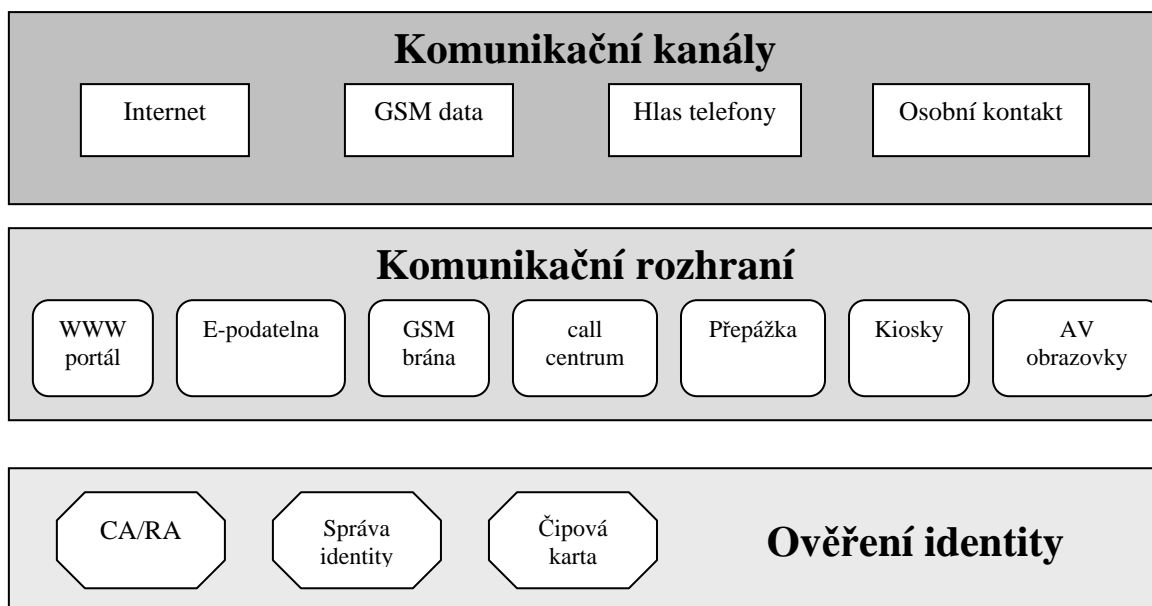 Komunikační kanály
Internet
GSM data
Hlas telefony
Osobní kontakt
Komunikační rozhraní
WWW
portál
E-podatelna
GSM
brána
call
centrum
Přepážka
Kiosky
AV
obrazovky
CA/RA
Správa
identity
Čipová
karta
Ověření identity